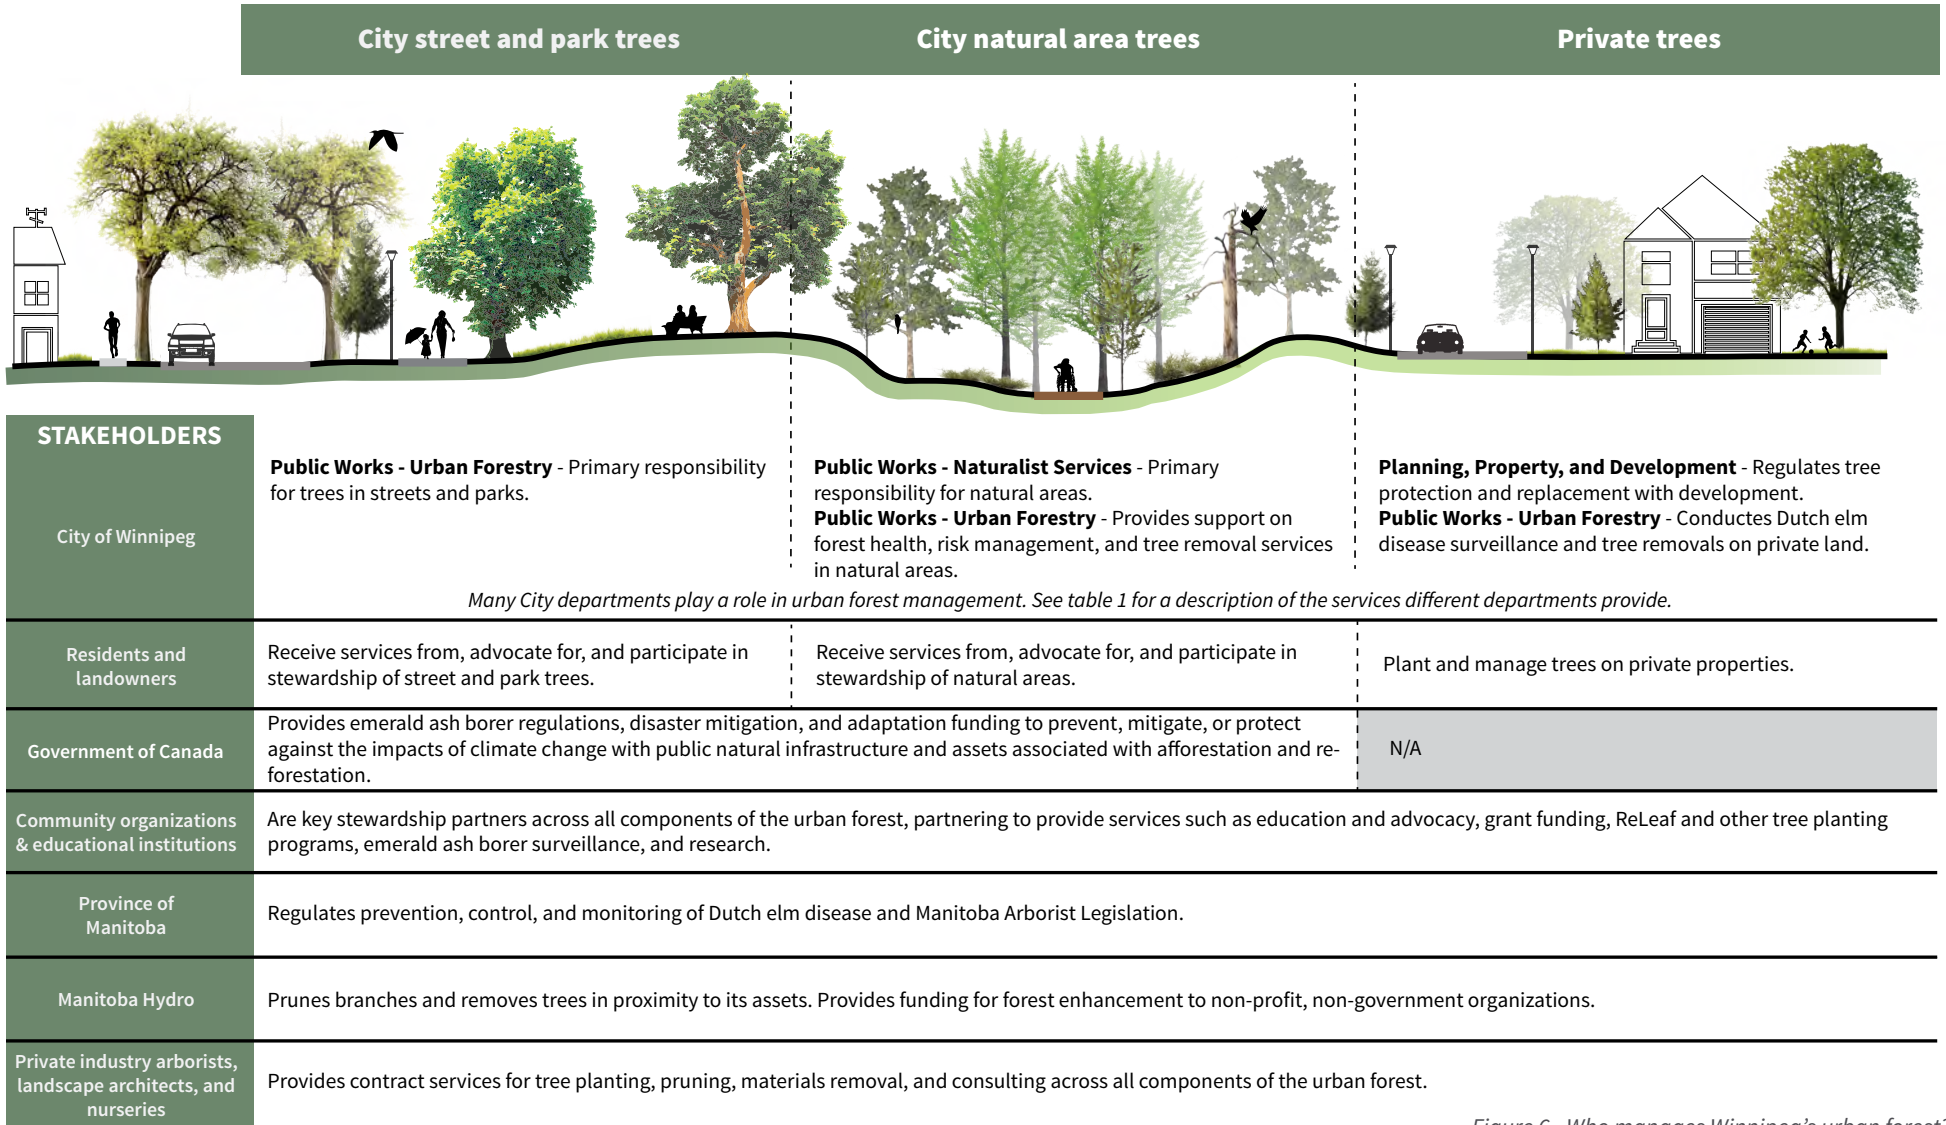 City street and park trees
City natural area trees
Private trees
STAKEHOLDERS
City of Winnipeg
Public Works - Urban Forestry - Primary responsibility
for trees in streets and parks.
Public Works - Naturalist Services - Primary
responsibility for natural areas.
Public Works - Urban Forestry - Provides support on
forest health, risk management, and tree removal services
in natural areas.
Planning, Property, and Development - Regulates tree
protection and replacement with development.
Public Works - Urban Forestry - Conductes Dutch elm
disease surveillance and tree removals on private land.
Many City departments play a role in urban forest management. See table 1 for a description of the services different departments provide.
Residents and
landowners
Receive services from, advocate for, and participate in
stewardship of street and park trees.
Receive services from, advocate for, and participate in
stewardship of natural areas.
Plant and manage trees on private properties.
Government of Canada
Provides emerald ash borer regulations, disaster mitigation, and adaptation funding to prevent, mitigate, or protect
against the impacts of climate change with public natural infrastructure and assets associated with afforestation and re-
forestation.
N/A
Community organizations
& educational institutions
Are key stewardship partners across all components of the urban forest, partnering to provide services such as education and advocacy, grant funding, ReLeaf and other tree planting
programs, emerald ash borer surveillance, and research.
Province of
Manitoba
Regulates prevention, control, and monitoring of Dutch elm disease and Manitoba Arborist Legislation.
Manitoba Hydro
Prunes branches and removes trees in proximity to its assets. Provides funding for forest enhancement to non-profit, non-government organizations.
Private industry arborists,
landscape architects, and
nurseries
Provides contract services for tree planting, pruning, materials removal, and consulting across all components of the urban forest.
Who manages Winnipeg's urban forest?